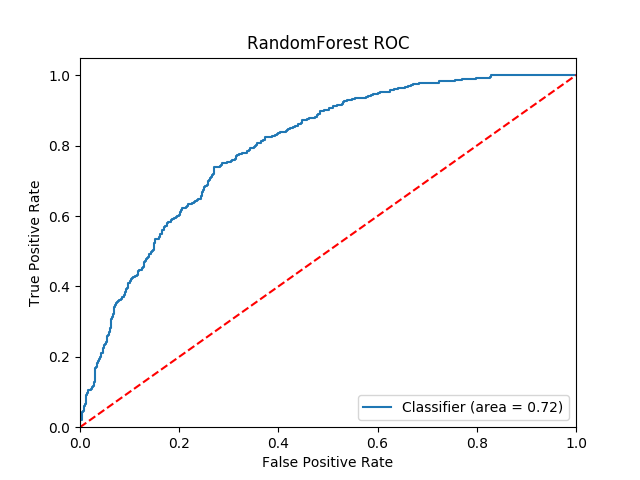 RandomForest ROC
1.0
0.8
0.6
0.4
0.2
0.0
True Positive Rate
0.0 0.2 0.4 0.6 0.8 1.0
False Positive Rate
Classifier (area = 0.72)